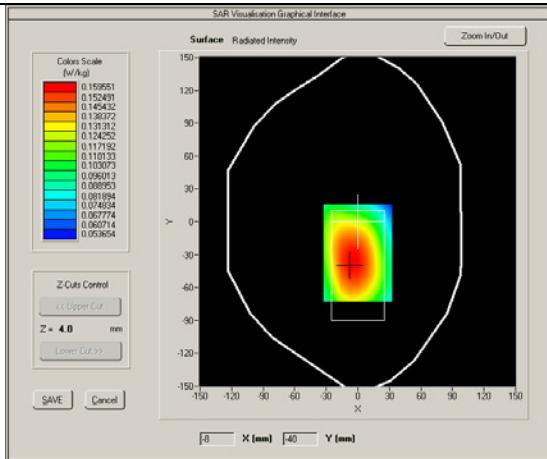 SAR Visualisation Graphical Interface
Surface Radiated Intensity
Zoom In/Out
Colors Scale
(W/kg)
0.159551
0.152491
0.145432
0.138372
0.131312
0.124252
0.117192
0.110133
0.103073
0.096013
0.088953
0.081894
0.074834
0.067774
0.060714
0.053654
Z-Cuts Control
<< Upper Cut
Z = 4.0 mm
Lower Cut >>
SAVE Cancel
150
120
90
60
30
0
-30
-60
-90
-120
-150
Y
-150 -120 -90 -60 -30 0 30 60 90 120 150
X
-8 X (mm) -40 Y (mm)